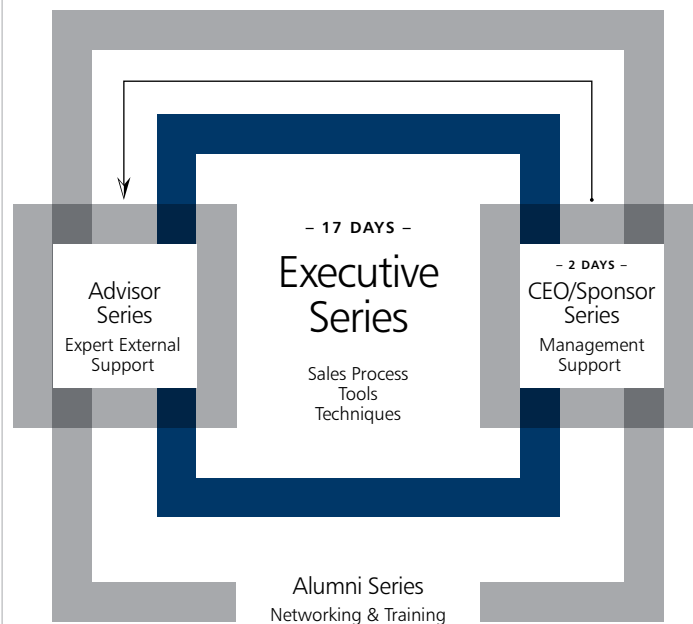 – 17 DAYS –
Executive
Series
Sales Process
Tools
Techniques
Advisor
Series
Expert External
Support
– 2 DAYS –
CEO/Sponsor
Series
Management
Support
Alumni Series
Networking & Training